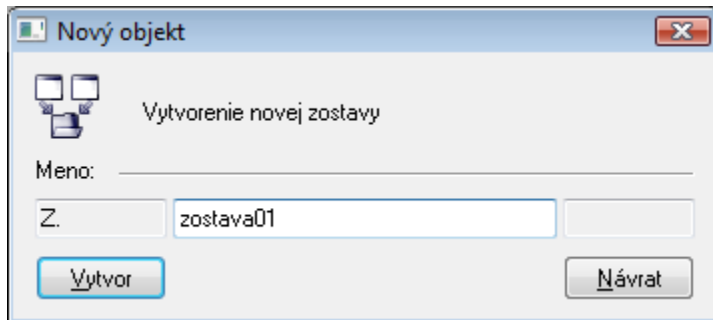 Nový objekt
Vytvorenie novej zostavy
Meno:
Z. zostava01
Vytvor Návrat